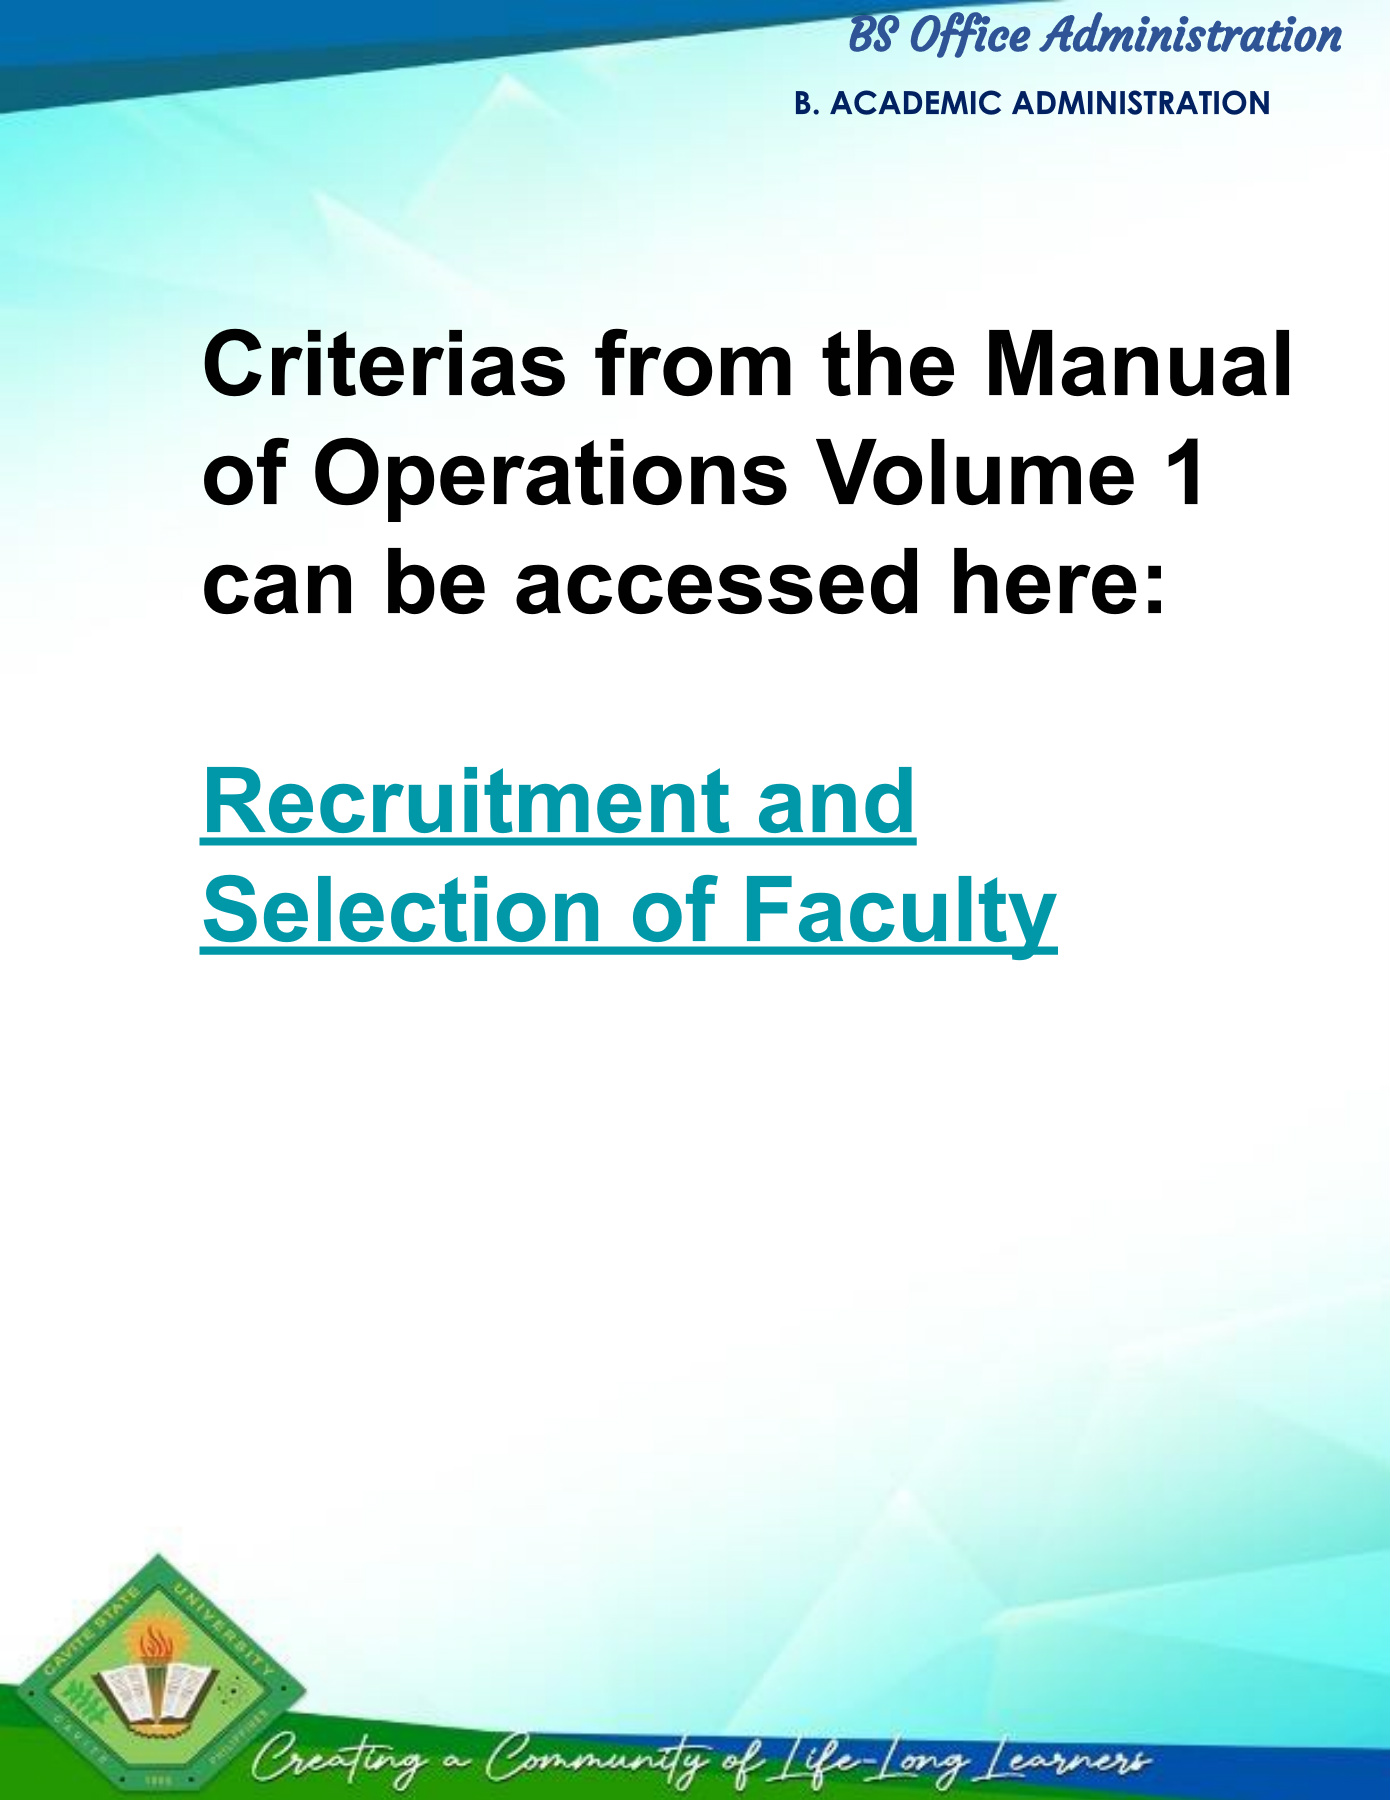 BS Office Administration
B. ACADEMIC ADMINISTRATION
Criterias from the Manual
of Operations Volume 1
can be accessed here:
Recruitment and
Selection of Faculty
CAVITE STATE UNIVERSITY
CAVITE
PHILIPPINES
Creating a Community of Life-Long Learners